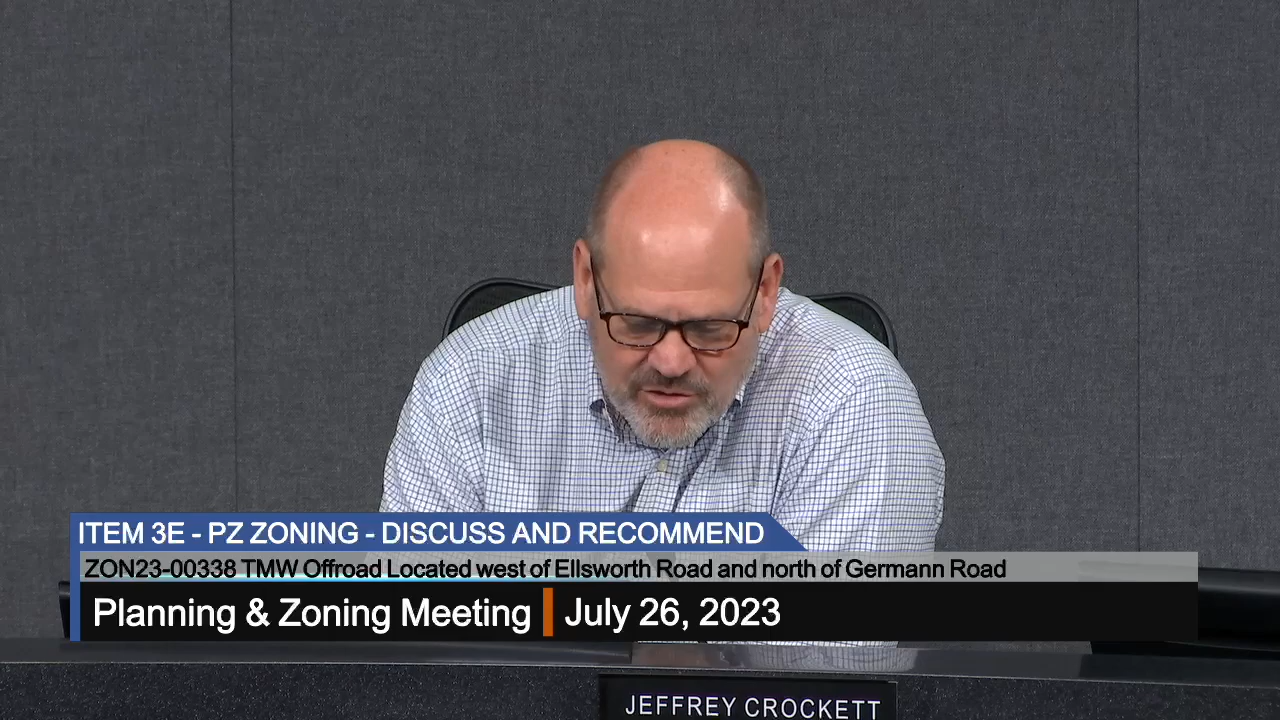 ITEM 3E - PZ ZONING - DISCUSS AND RECOMMEND
ZON23-00338 TMW Offroad Located west of Ellsworth Road and north of Germann Road
Planning & Zoning Meeting | July 26, 2023
JEFFREY CROCKETT